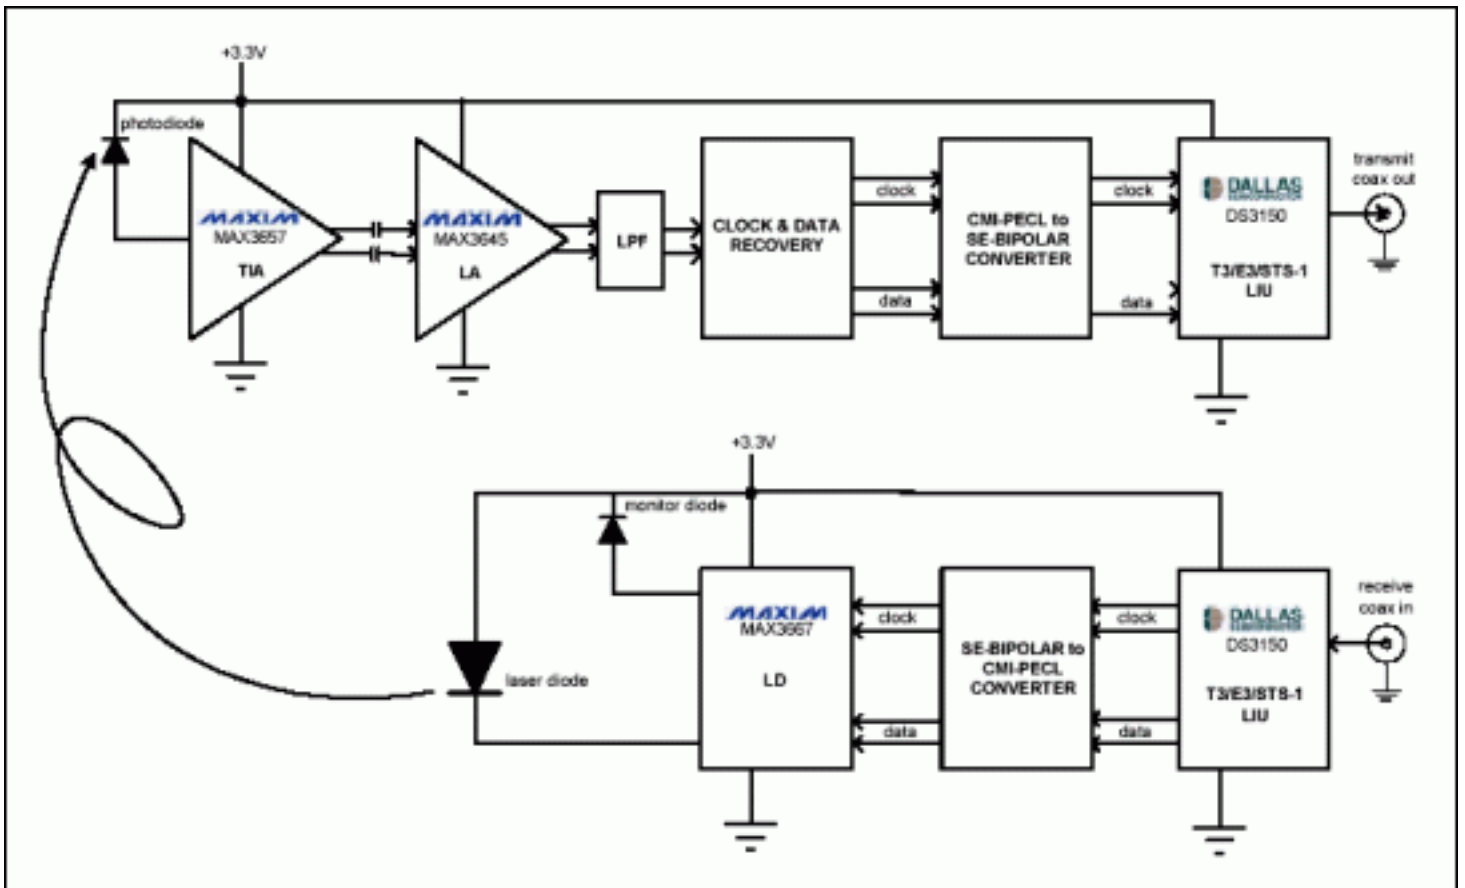 +3.3V
photodiode
MAXIM
MAX3657
TIA
MAXIM
MAX3645
LA
LPF
CLOCK & DATA
RECOVERY
clock
data
CMI-PECL to
SE-BIPOLAR
CONVERTER
clock
data
DALLAS
SEMICONDUCTOR
DS3150
T3/E3/STS-1
LIU
transmit
coax out
+3.3V
monitor diode
laser diode
MAXIM
MAX3667
LD
clock
data
SE-BIPOLAR to
CMI-PECL
CONVERTER
clock
data
DALLAS
SEMICONDUCTOR
DS3150
T3/E3/STS-1
LIU
receive
coax in